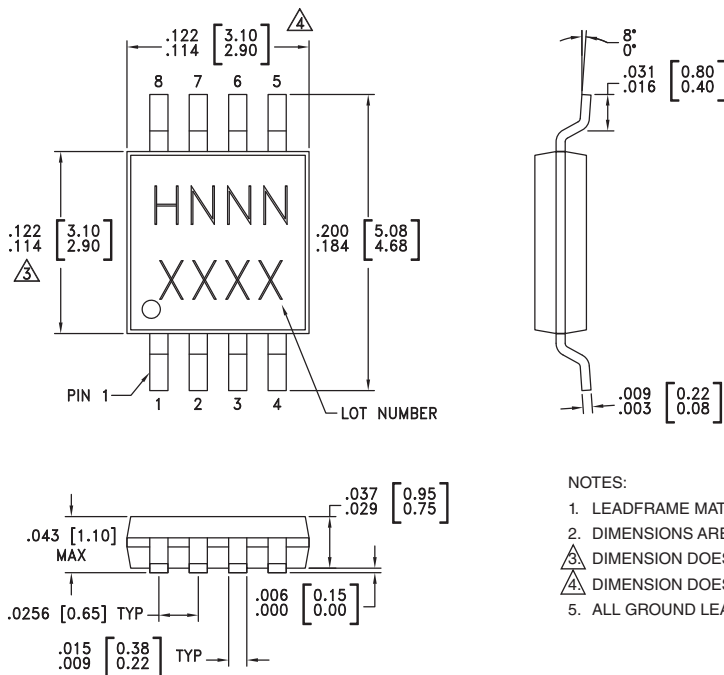 .122 [3.10]
.114 [2.90]
4
8 7 6 5
8°
0°
.031 [0.80]
.016 [0.40]
HNNN
XXXX
.122 [3.10]
.114 [2.90]
3
.200 [5.08]
.184 [4.68]
PIN 1
1 2 3 4
LOT NUMBER
.009 [0.22]
.003 [0.08]
.037 [0.95]
.029 [0.75]
.043 [1.10]
MAX
.0256 [0.65] TYP
.006 [0.15]
.000 [0.00]
.015 [0.38]
.009 [0.22] TYP
NOTES:
1. LEADFRAME MAT
2. DIMENSIONS ARE
3. DIMENSION DOES
4. DIMENSION DOES
5. ALL GROUND LEA